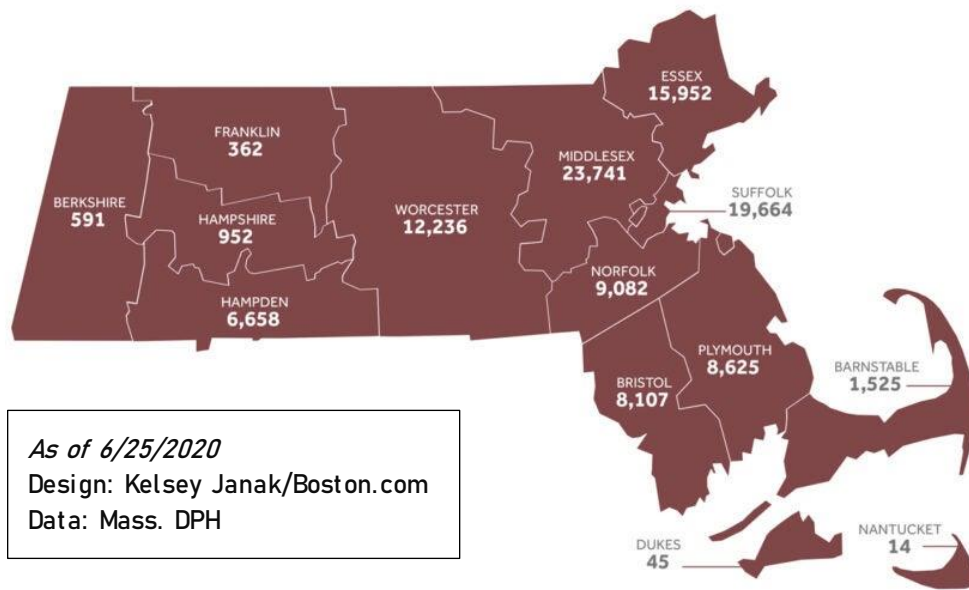 ESSEX
15,952
FRANKLIN
362
MIDDLESEX
23,741
SUFFOLK
19,664
BERKSHIRE
591
HAMPSHIRE
952
WORCESTER
12,236
NORFOLK
9,082
HAMPDEN
6,658
PLYMOUTH
8,625
BARNSTABLE
1,525
BRISTOL
8,107
As of 6/25/2020
Design: Kelsey Janak/Boston.com
Data: Mass. DPH
DUKES
45
NANTUCKET
14